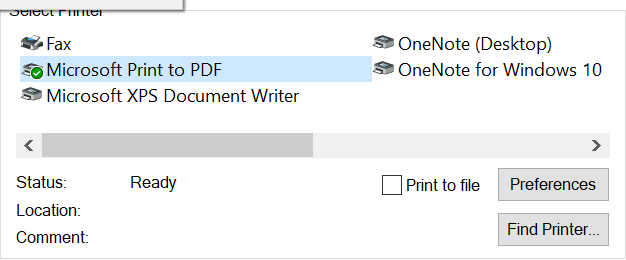 Select Printer
Fax
OneNote (Desktop)
Microsoft Print to PDF
OneNote for Windows 10
Microsoft XPS Document Writer
Status: Ready
Print to file
Preferences
Location:
Find Printer...
Comment: